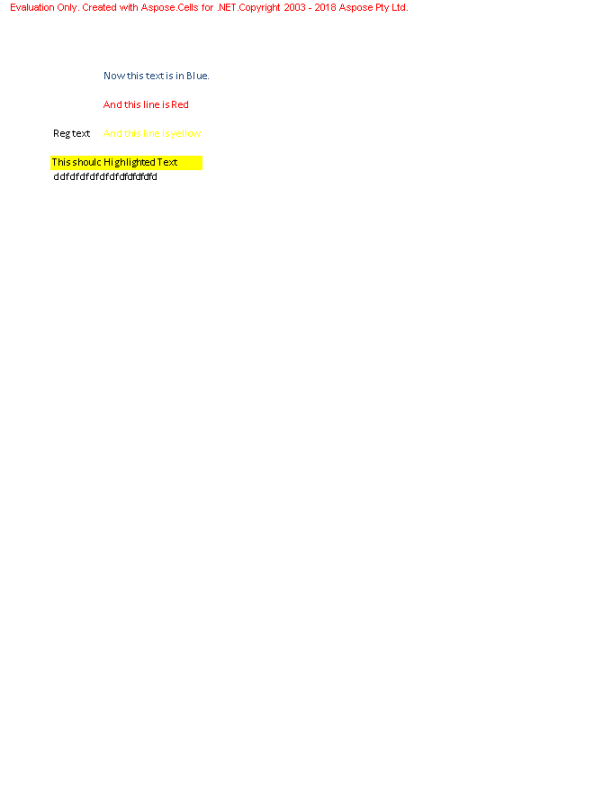 Evaluation Only. Created with Aspose.Cells for .NET.Copyright 2003 - 2018 Aspose Pty Ltd.
Now this text is in Blue.
And this line is Red
Reg text And this line is yellow
This shoulc Highlighted Text
ddfdfdfdfdfdfdfdfdfd